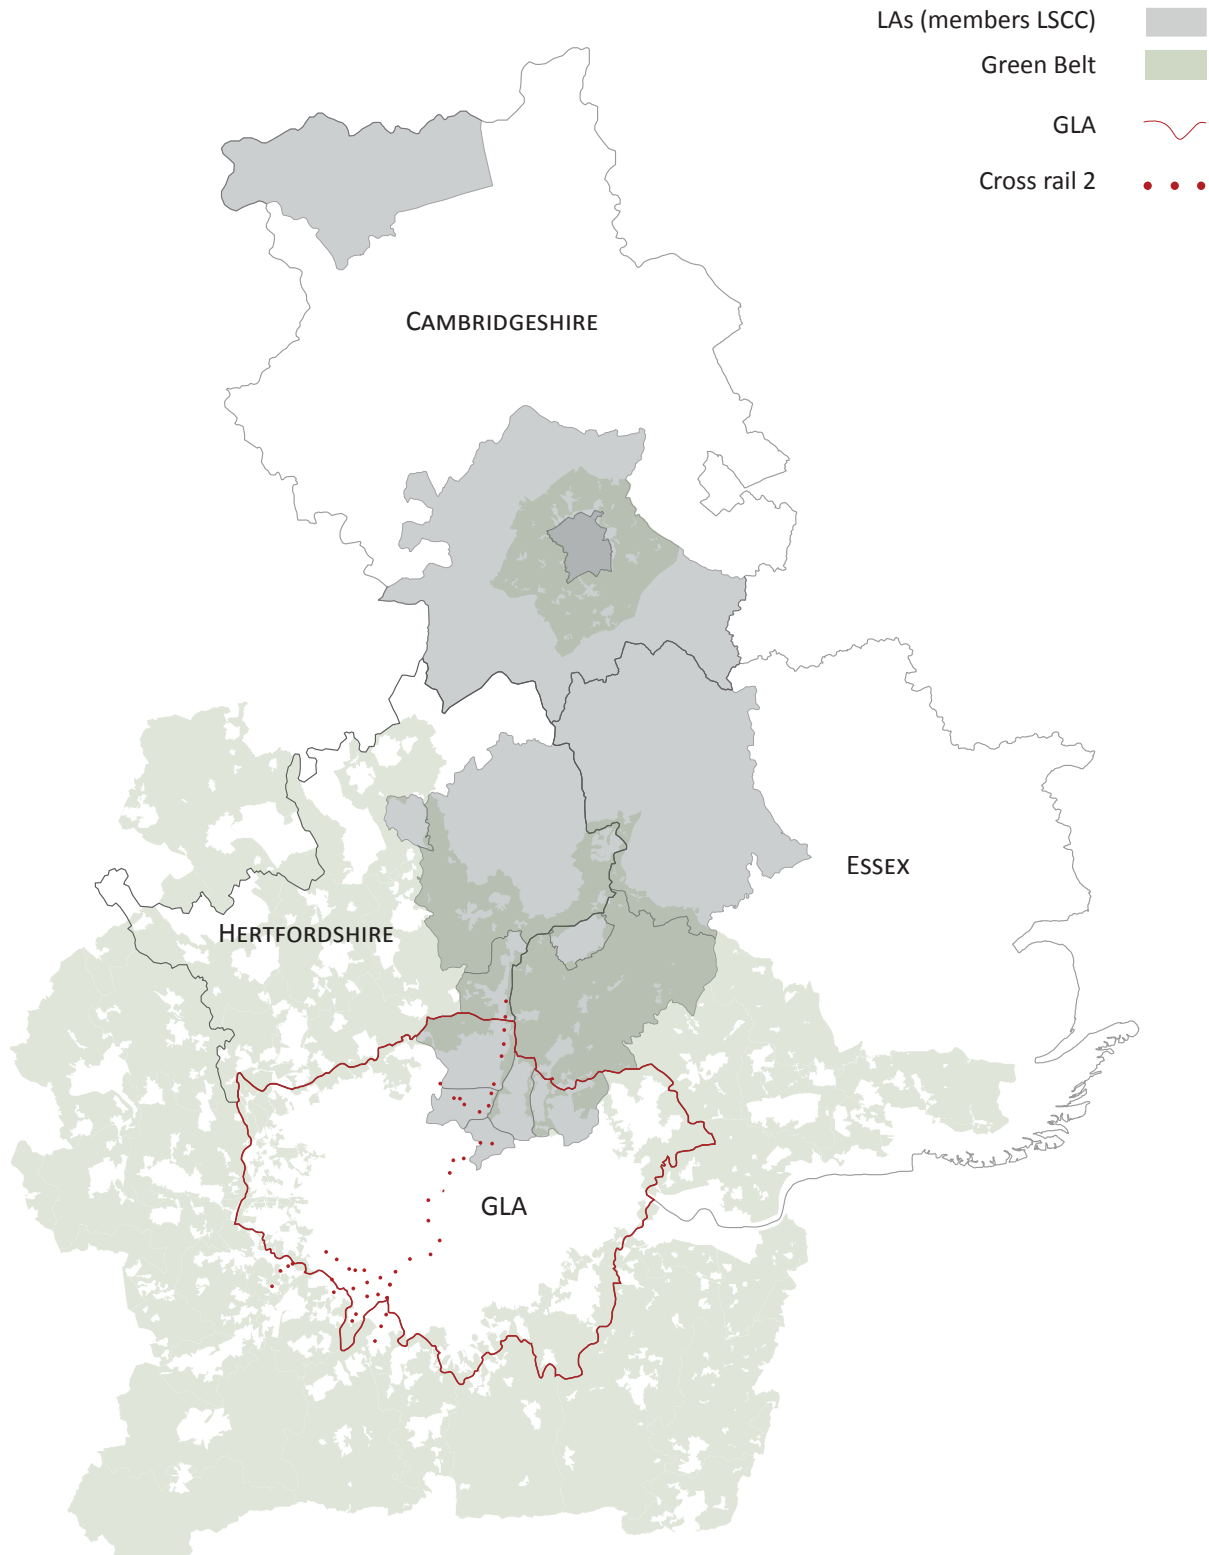 LAs (members LSCC)
Green Belt
GLA
Cross rail 2
CAMBRIDGESHIRE
ESSEX
HERTFORDSHIRE
GLA